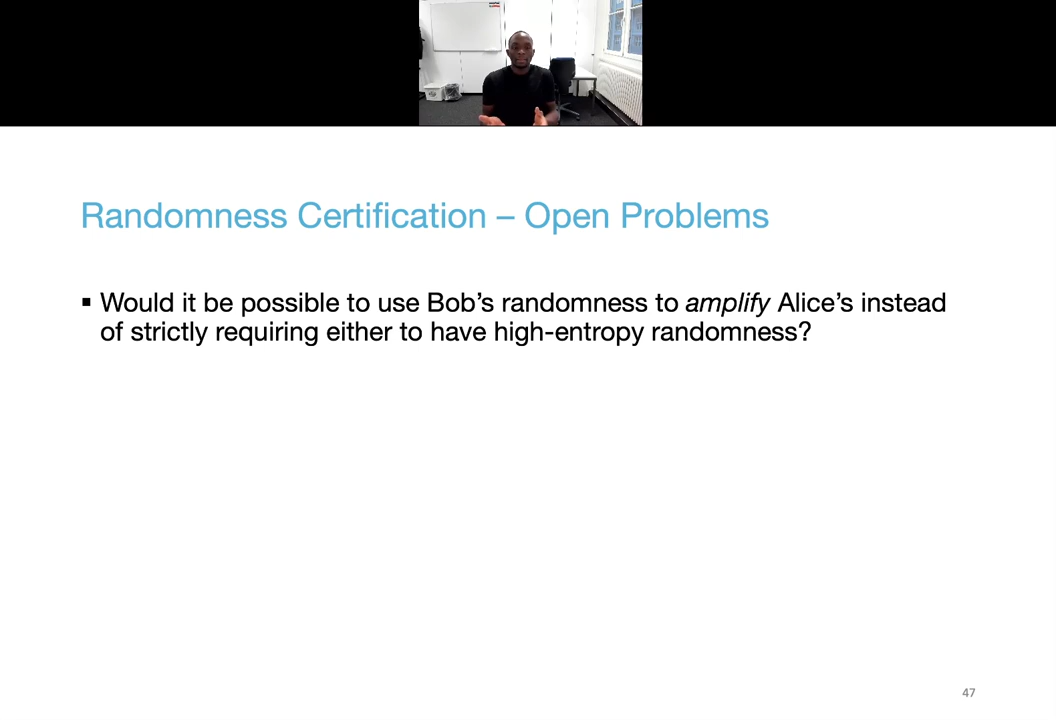 Randomness Certification – Open Problems
▪ Would it be possible to use Bob's randomness to amplify Alice's instead
of strictly requiring either to have high-entropy randomness?
47